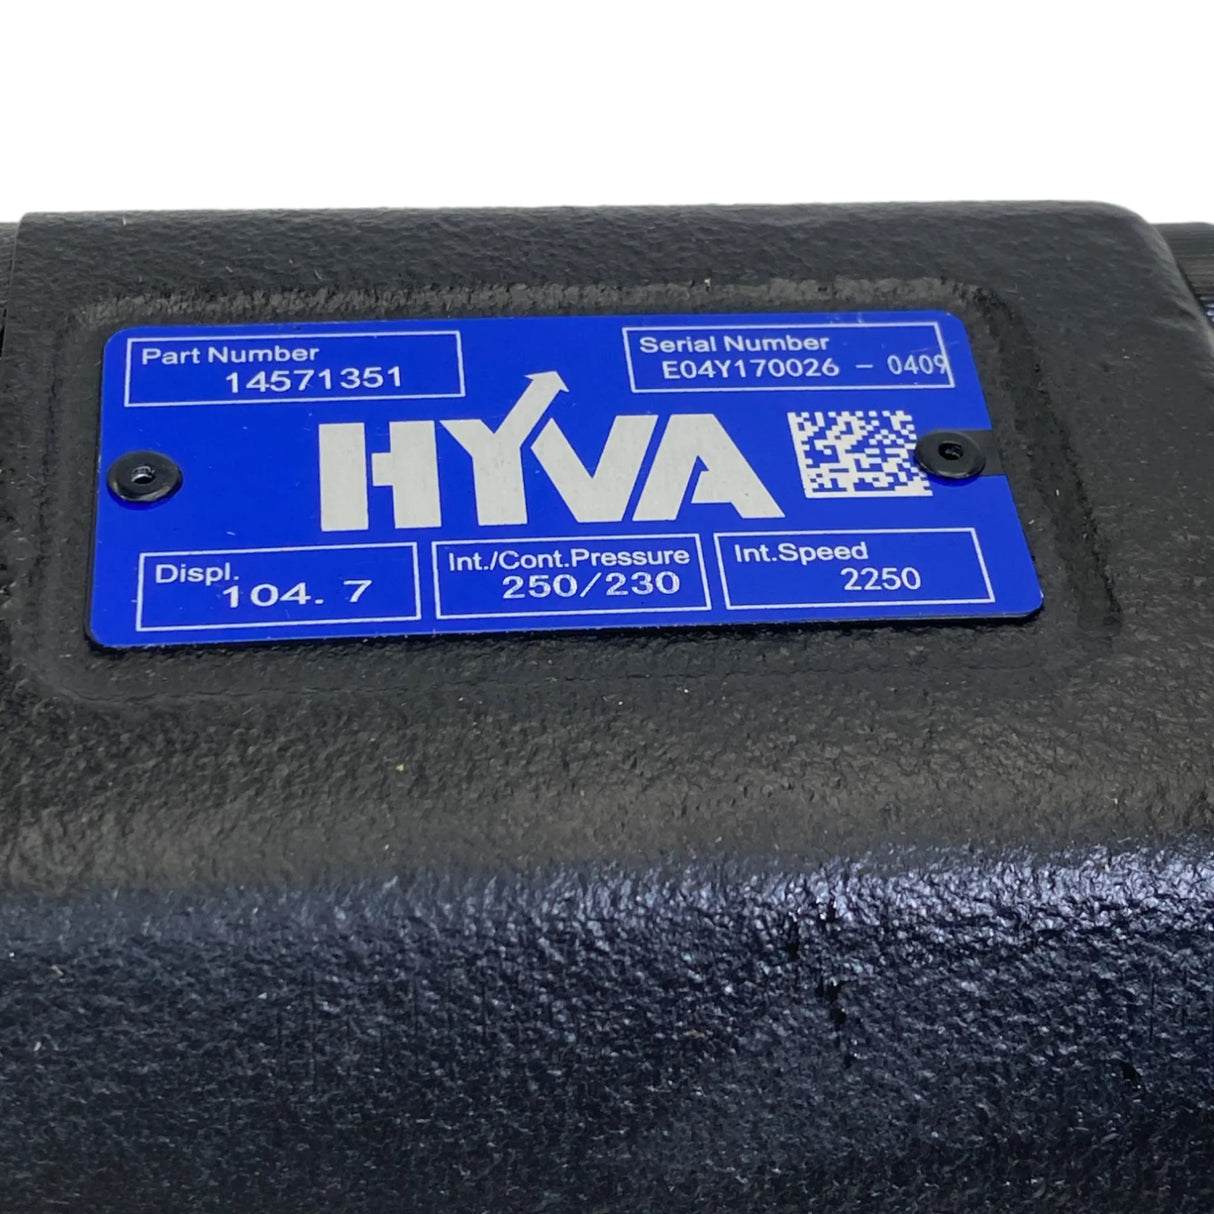 Part Number
14571351
Serial Number
E04Y170026 - 0409
HYVA
Displ.
104. 7
Int./Cont.Pressure
250/230
Int.Speed
2250